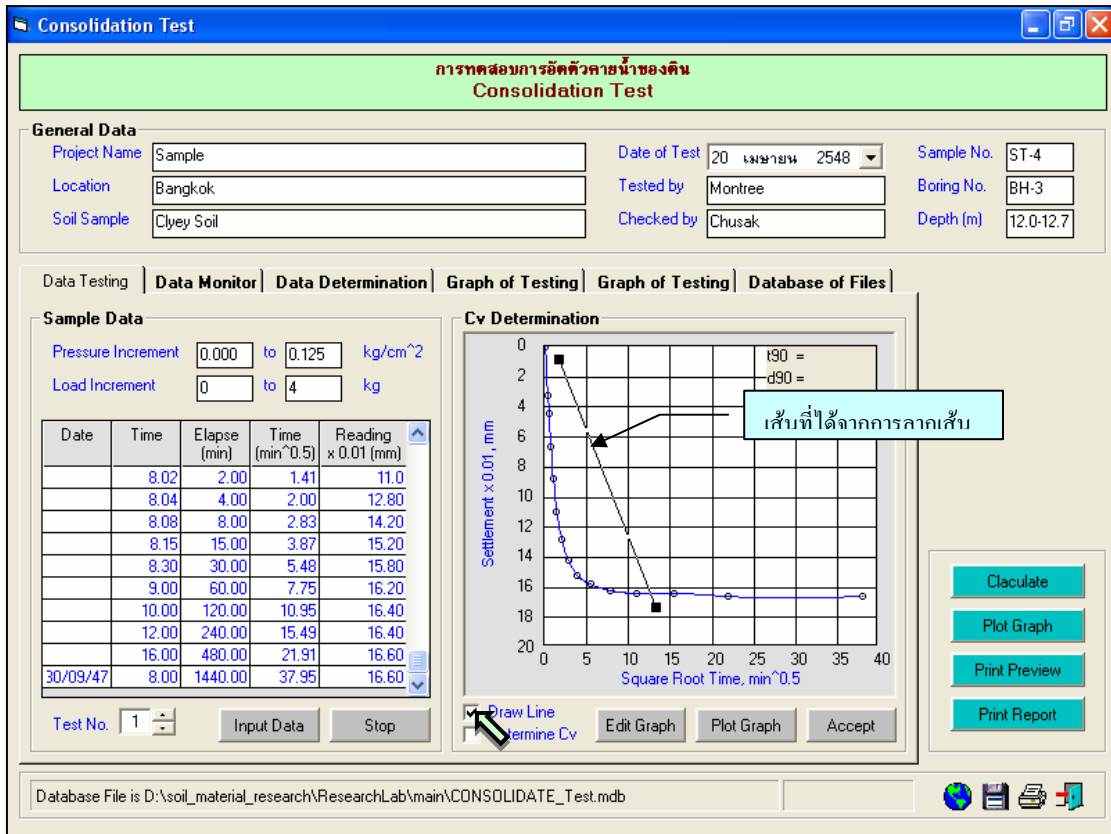 Consolidation Test
การทดสอบการอัดตัวคายน้ำของดิน
Consolidation Test
General Data
Project Name Sample Date of Test 20 เมษายน 2548 Sample No. ST-4
Location Bangkok Tested by Montree Boring No. BH-3
Soil Sample Clyey Soil Checked by Chusak Depth (m) 12.0-12.7
Data Testing Data Monitor Data Determination Graph of Testing Graph of Testing Database of Files
Sample Data
Pressure Increment 0.000 to 0.125 kg/cm^2
Load Increment 0 to 4 kg
Date Time Elapse (min) Time (min^0.5) Reading x 0.01 (mm)
8.02 2.00 1.41 11.0
8.04 4.00 2.00 12.80
8.08 8.00 2.83 14.20
8.15 15.00 3.87 15.20
8.30 30.00 5.48 15.80
9.00 60.00 7.75 16.20
10.00 120.00 10.95 16.40
12.00 240.00 15.49 16.40
16.00 480.00 21.91 16.60
30/09/47 8.00 1440.00 37.95 16.60
Test No. 1 Input Data Stop
Cv Determination
t90 =
d90 =
เส้นที่ได้จากการลากเส้น
Settlement x 0.01, mm
0
2
4
6
8
10
12
14
16
18
20
0 5 10 15 20 25 30 35 40
Square Root Time, min^0.5
Draw Line
termine Cv
Edit Graph Plot Graph Accept
Claculate
Plot Graph
Print Preview
Print Report
Database File is D:\soil_material_research\ResearchLab\main\CONSOLIDATE_Test.mdb